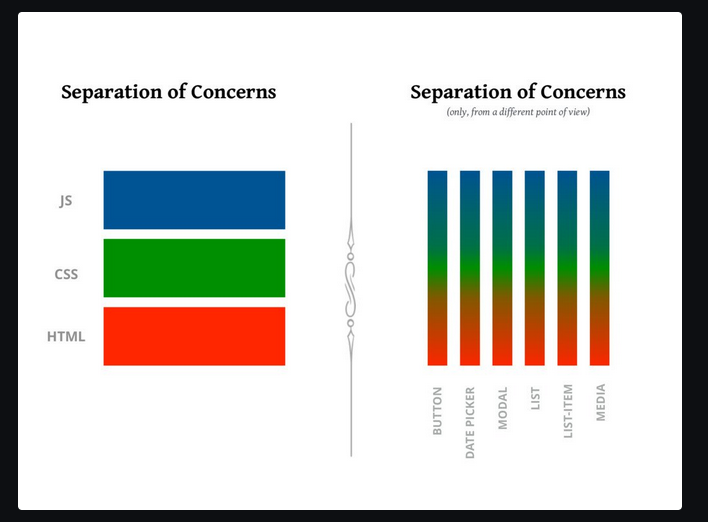 Separation of Concerns
JS
CSS
HTML
Separation of Concerns
(only, from a different point of view)
BUTTON
DATE PICKER
MODAL
LIST
LIST-ITEM
MEDIA